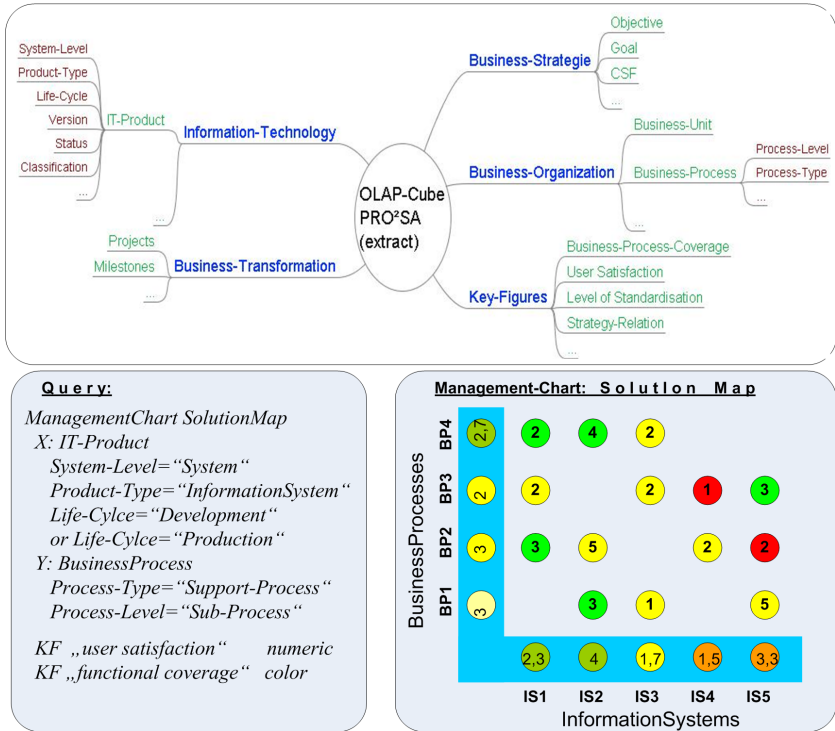 System-Level
Product-Type
Life-Cycle
Version
Status
Classification
...
IT-Product
...
Information-Technology
Projects
Milestones
...
Business-Transformation
OLAP-Cube
PRO²SA
(extract)
Business-Strategie
Objective
Goal
CSF
...
Business-Organization
Business-Unit
Business-Process
Process-Level
Process-Type
...
...
Key-Figures
Business-Process-Coverage
User Satisfaction
Level of Standardisation
Strategy-Relation
...
Query:
ManagementChart SolutionMap
X: IT-Product
System-Level=“System“
Product-Type=“InformationSystem“
Life-Cylce=“Development“
or Life-Cylce=“Production“
Y: BusinessProcess
Process-Type=“Support-Process“
Process-Level=“Sub-Process“
KF „user satisfaction“ numeric
KF „functional coverage“ color
Management-Chart: SolutIon Map
BusinessProcesses
BP4 2,7 2 4 2
BP3 2 2 2 1 3
BP2 3 3 5 2 2
BP1 3 3 1 5
2,3 4 1,7 1,5 3,3
IS1 IS2 IS3 IS4 IS5
InformationSystems